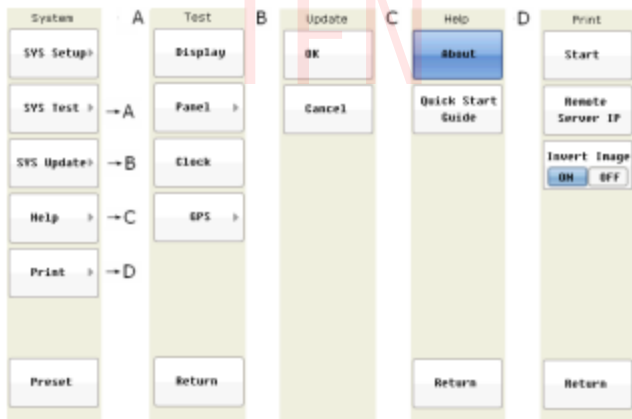 System
SYS Setup
SYS Test
→A
SYS Update
→B
Help
→C
Print
→D
Preset
A
Test
Display
Panel
Clock
GPS
Return
B
Update
OK
Cancel
C
Help
About
Quick Start
Guide
Return
D
Print
Start
Remote
Server IP
Invert Image
ON OFF
Return